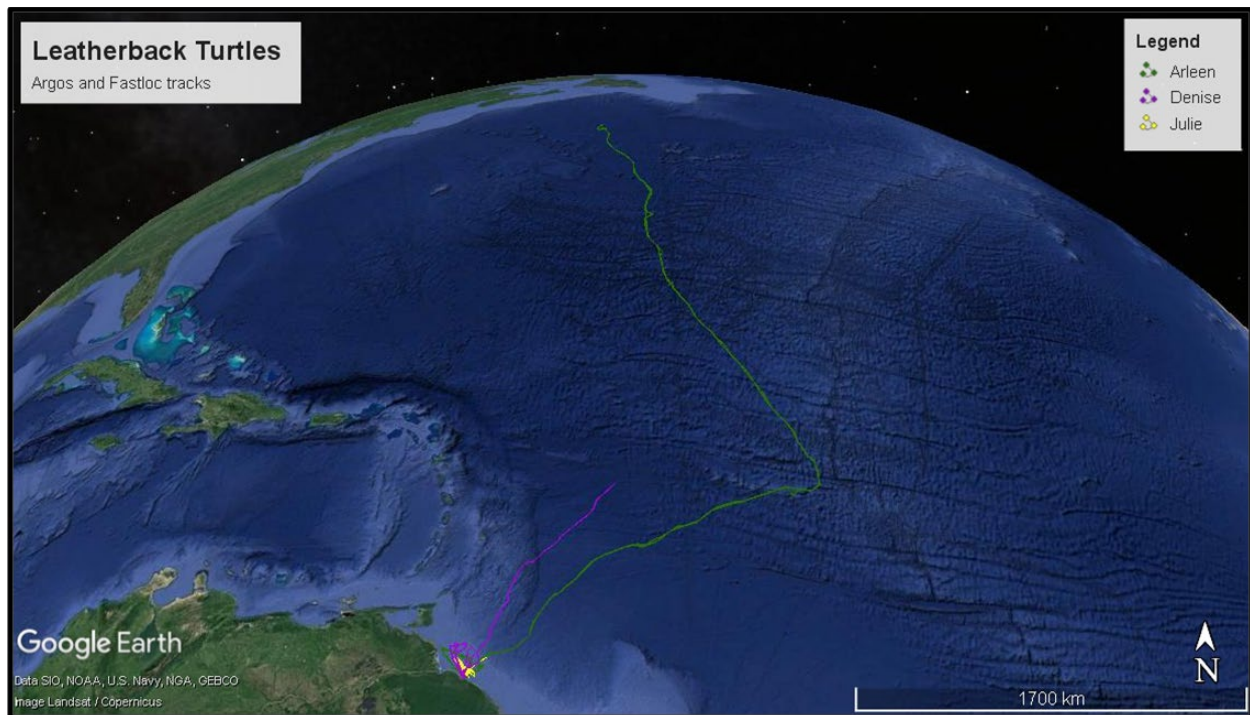 Leatherback Turtles
Argos and Fastloc tracks
Legend
Arleen
Denise
Julie
Google Earth
Data SIO, NOAA, U.S. Navy, NGA, GEBCO
Image Landsat / Copernicus
N
1700 km